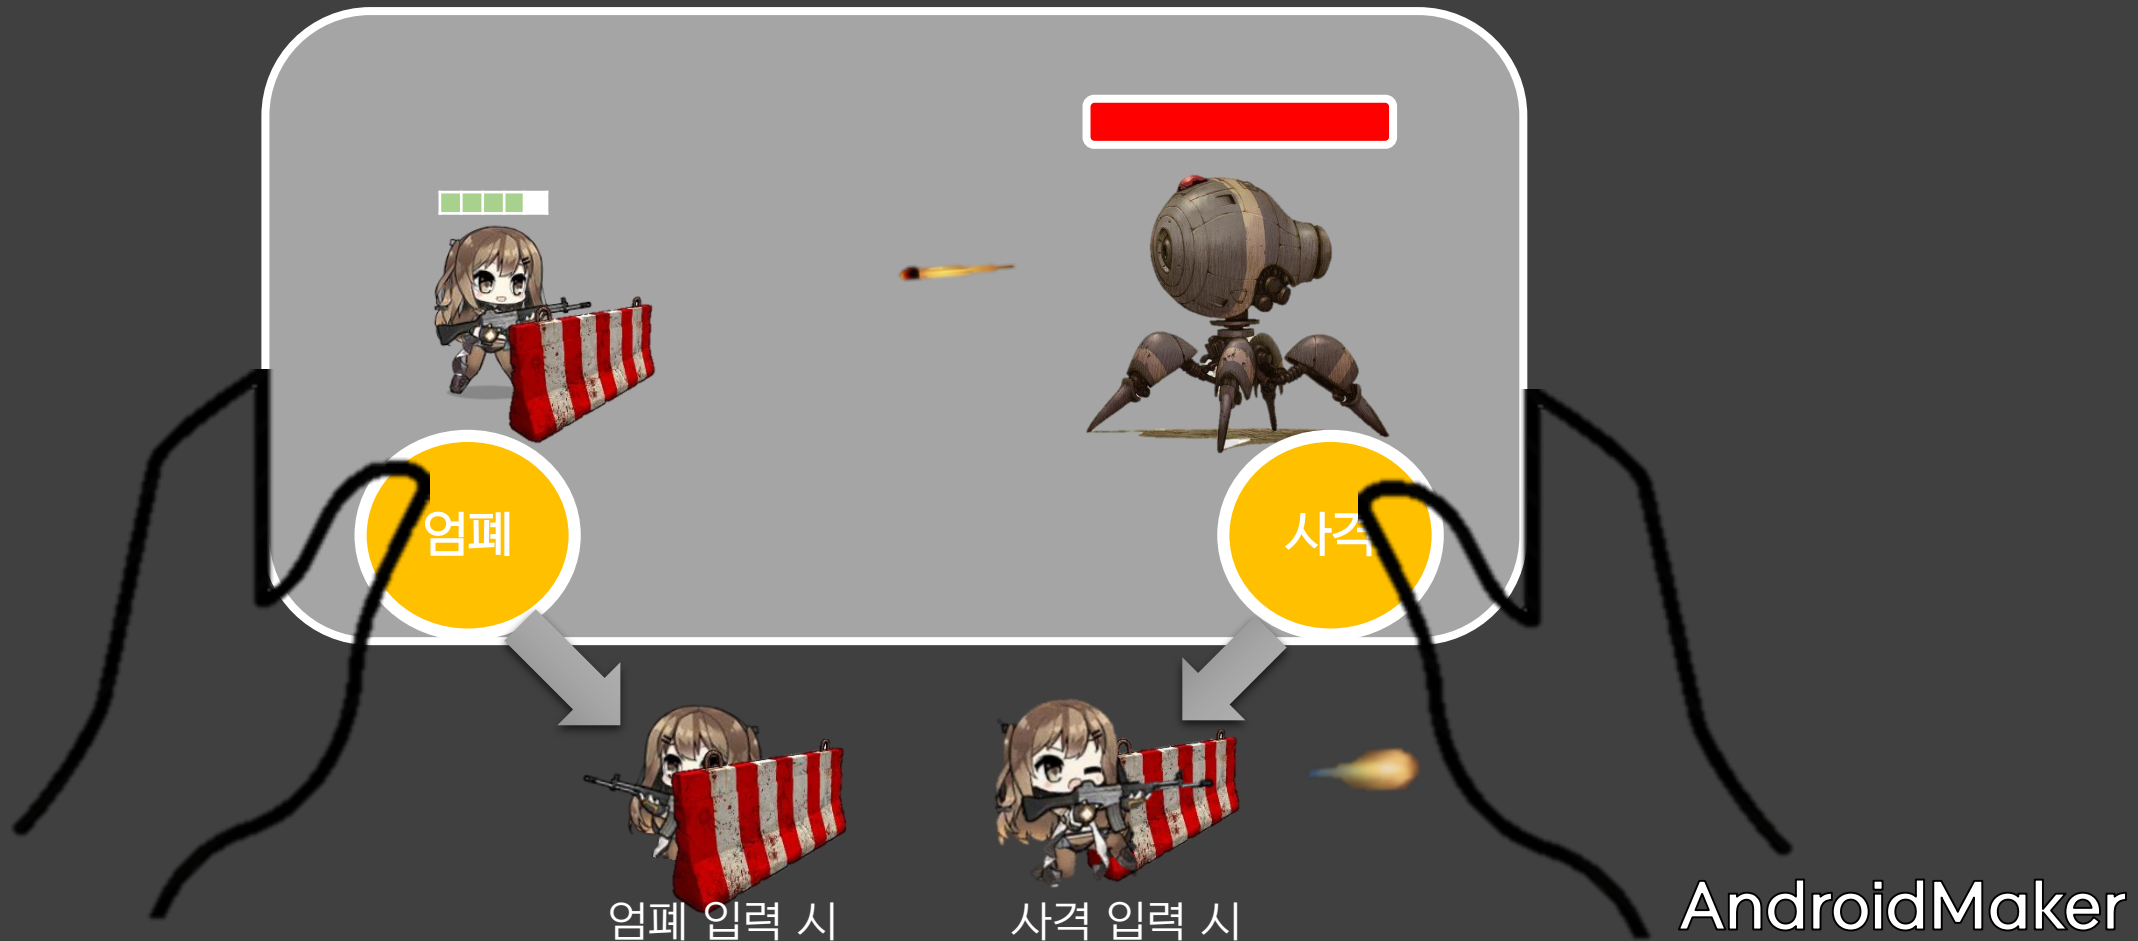 엄폐
사격
엄폐 입력 시
사격 입력 시
AndroidMaker